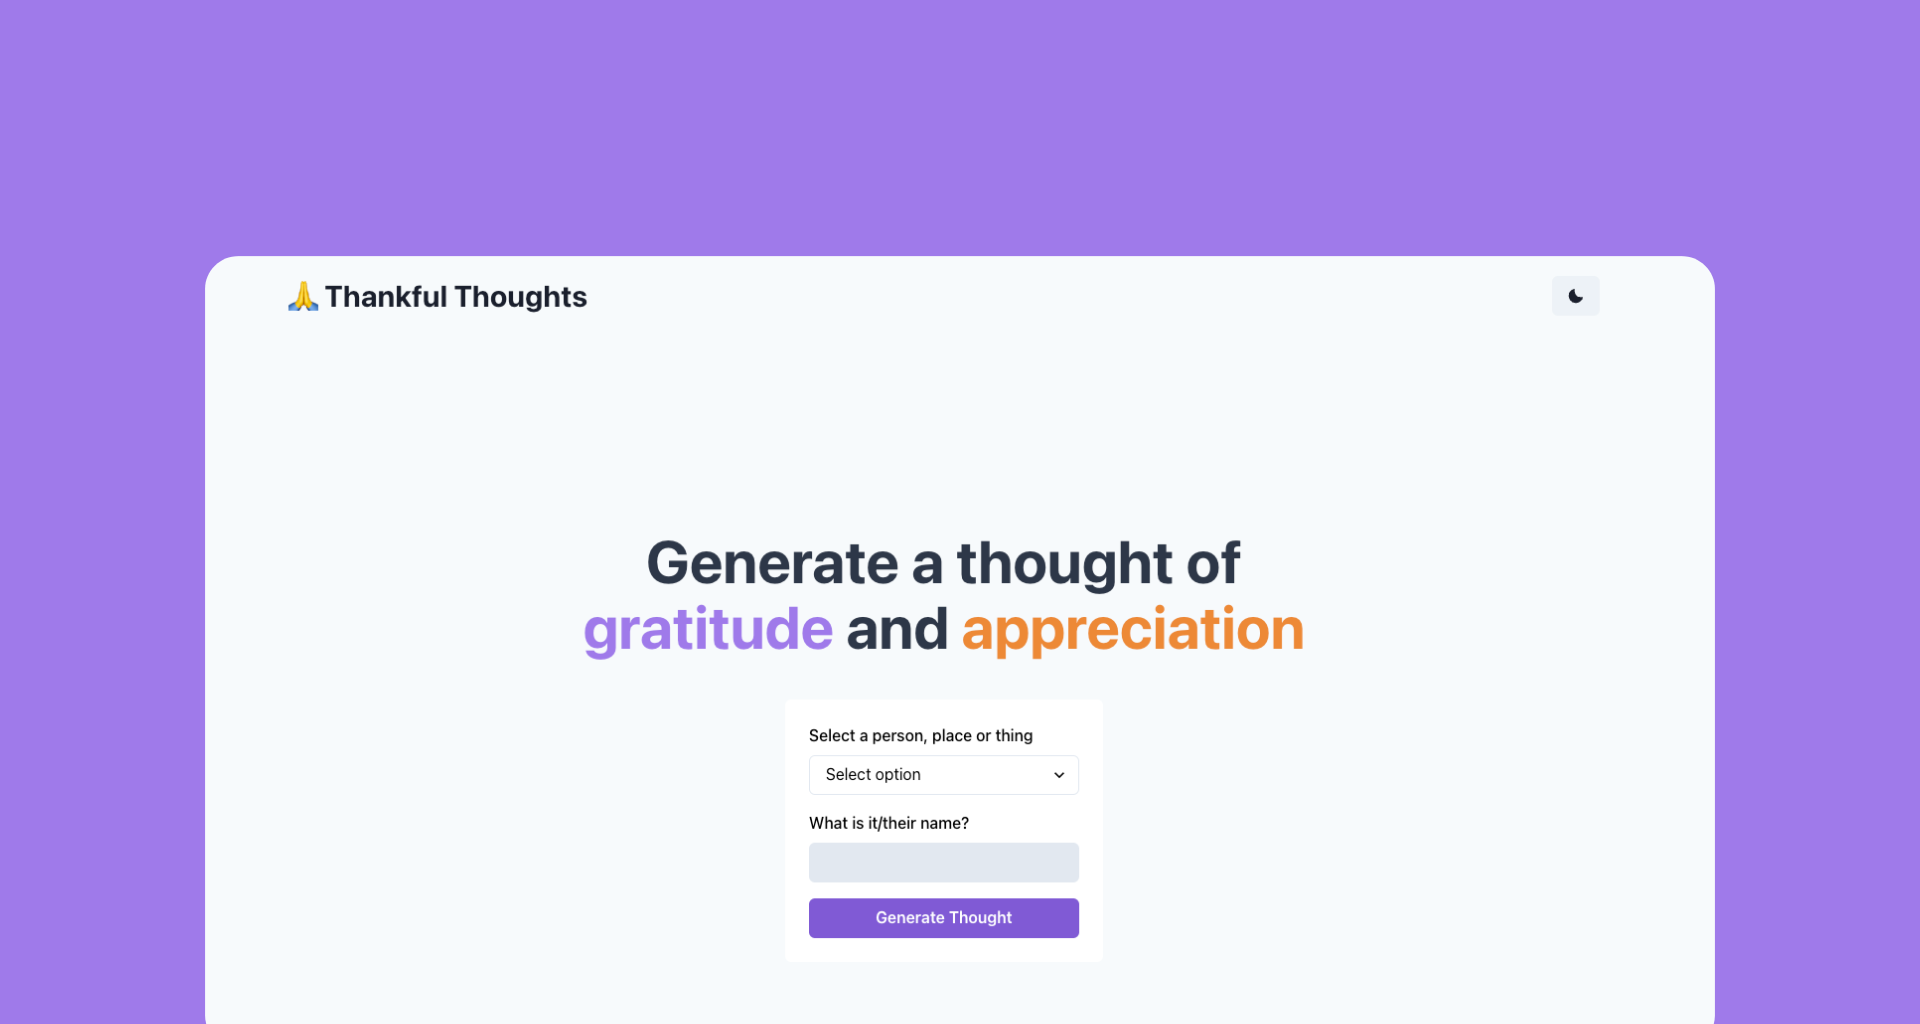 🙏 Thankful Thoughts
Generate a thought of
gratitude and appreciation
Select a person, place or thing
Select option
What is it/their name?
Generate Thought